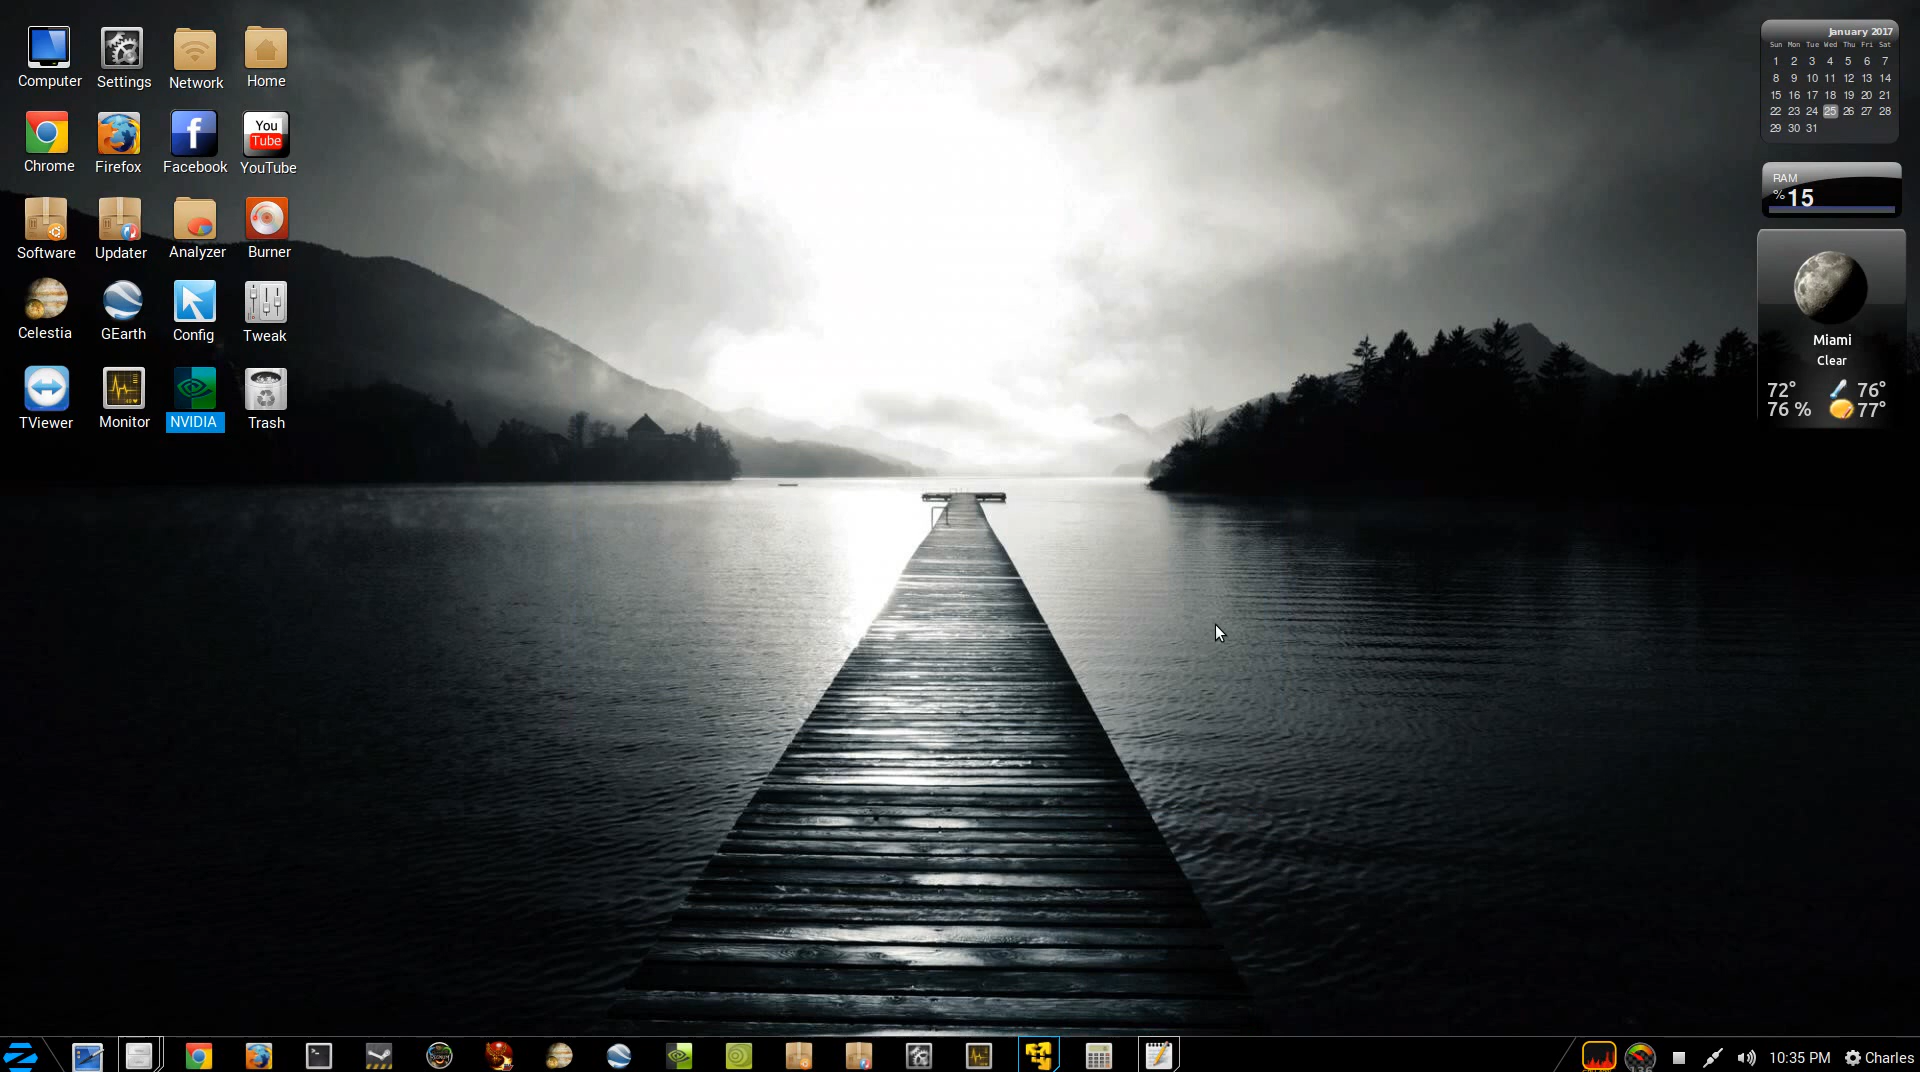 Computer
Settings
Network
Home
Chrome
Firefox
Facebook
You
Tube
YouTube
Software
Updater
Analyzer
Burner
Celestia
GEarth
Config
Tweak
TViewer
Monitor
NVIDIA
Trash
January 2017
Sun Mon Tue Wed Thu Fri Sat
1 2 3 4 5 6 7
8 9 10 11 12 13 14
15 16 17 18 19 20 21
22 23 24 25 26 27 28
29 30 31
RAM
% 15
Miami
Clear
72° 76°
76 % 77°
136
10:35 PM Charles